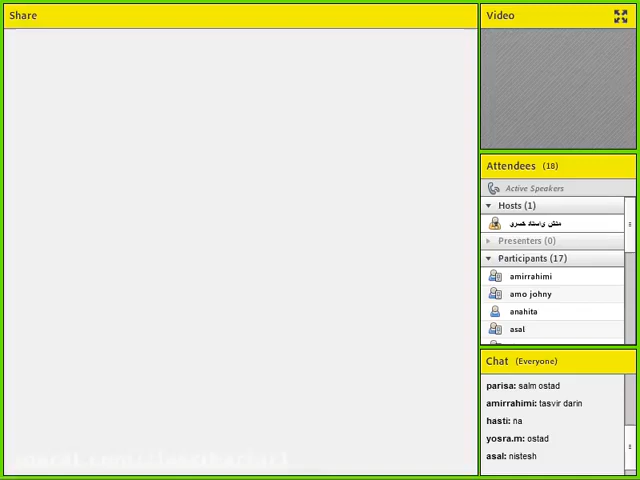 Share
Video
Attendees (18)
Active Speakers
Hosts (1)
Presenters (0)
Participants (17)
amirrahimi
amo johny
anahita
asal
Chat (Everyone)
parisa: salm ostad
amirrahimi: tasvir darin
hasti: na
yosra.m: ostad
asal: nistesh